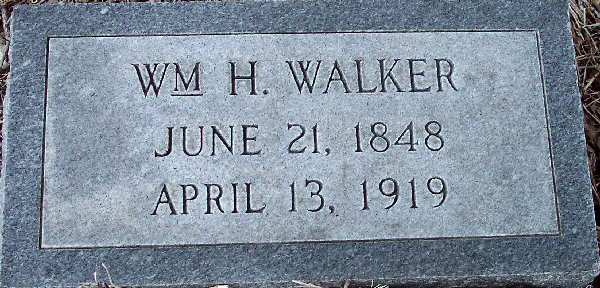 WM H. WALKER
JUNE 21, 1848
APRIL 13, 1919